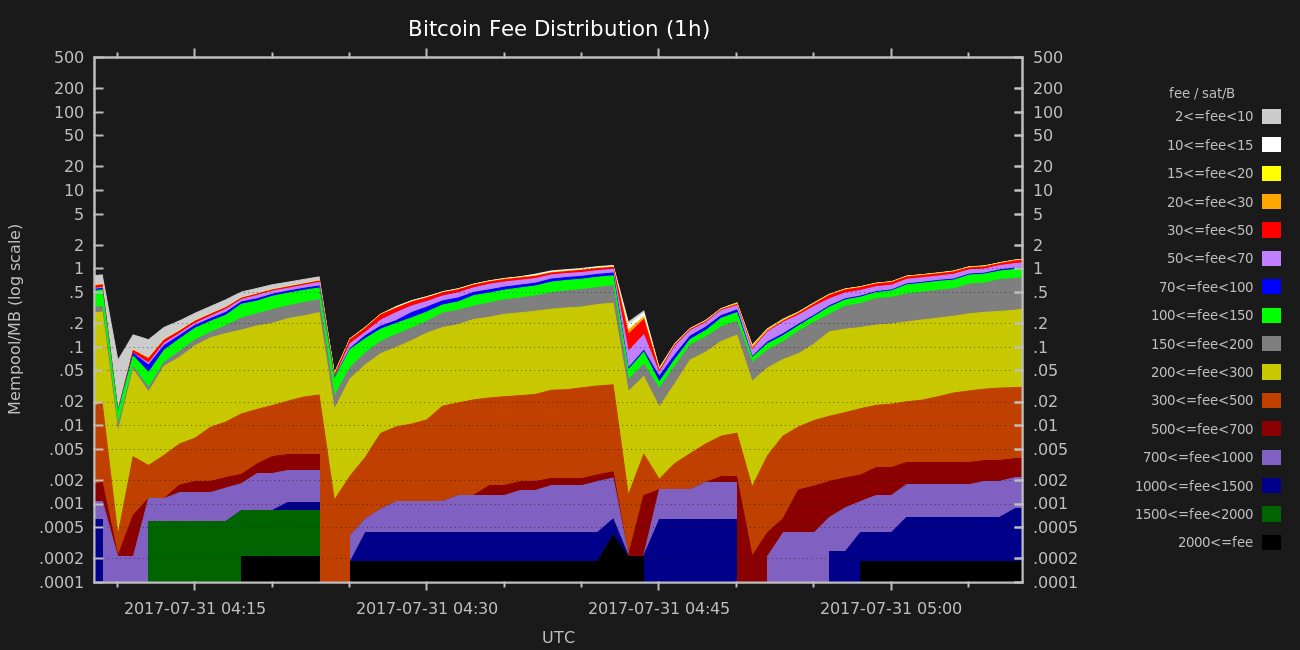 Bitcoin Fee Distribution (1h)
500 500
200 200
100 100
50 50
20 20
10 10
5 5
2 2
1 1
.5 .5
.2 .2
.1 .1
.05 .05
.02 .02
.01 .01
.005 .005
.002 .002
.001 .001
.0005 .0005
.0002 .0002
.0001 .0001
Mempool/MB (log scale)
2017-07-31 04:15 2017-07-31 04:30 2017-07-31 04:45 2017-07-31 05:00
UTC
fee / sat/B
2<=fee<10
10<=fee<15
15<=fee<20
20<=fee<30
30<=fee<50
50<=fee<70
70<=fee<100
100<=fee<150
150<=fee<200
200<=fee<300
300<=fee<500
500<=fee<700
700<=fee<1000
1000<=fee<1500
1500<=fee<2000
2000<=fee